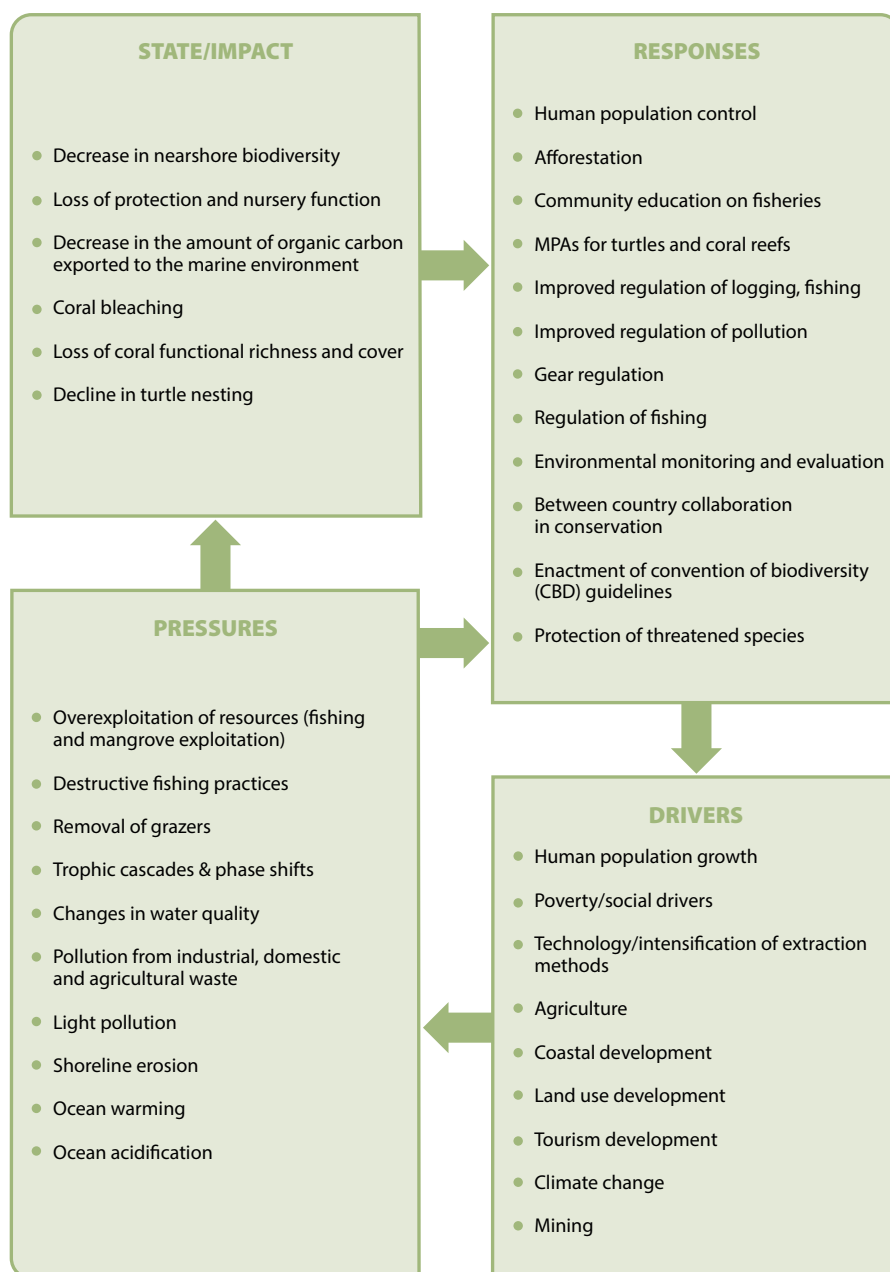 STATE/IMPACT
Decrease in nearshore biodiversity
Loss of protection and nursery function
Decrease in the amount of organic carbon
exported to the marine environment
Coral bleaching
Loss of coral functional richness and cover
Decline in turtle nesting
RESPONSES
Human population control
Afforestation
Community education on fisheries
MPAs for turtles and coral reefs
Improved regulation of logging, fishing
Improved regulation of pollution
Gear regulation
Regulation of fishing
Environmental monitoring and evaluation
Between country collaboration
in conservation
Enactment of convention of biodiversity
(CBD) guidelines
Protection of threatened species
PRESSURES
Overexploitation of resources (fishing
and mangrove exploitation)
Destructive fishing practices
Removal of grazers
Trophic cascades & phase shifts
Changes in water quality
Pollution from industrial, domestic
and agricultural waste
Light pollution
Shoreline erosion
Ocean warming
Ocean acidification
DRIVERS
Human population growth
Poverty/social drivers
Technology/intensification of extraction
methods
Agriculture
Coastal development
Land use development
Tourism development
Climate change
Mining